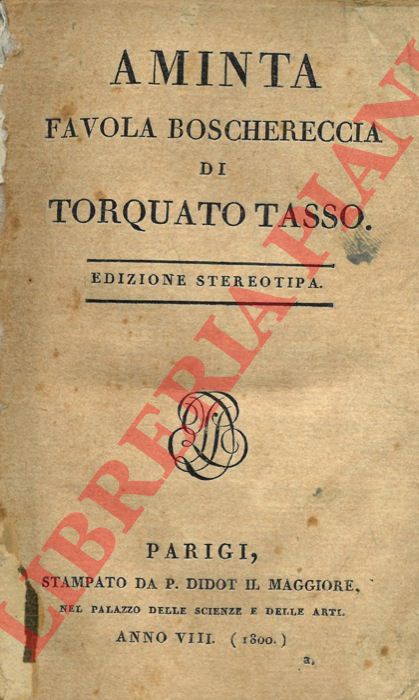 AMINTA
FAVOLA BOSCHERECCIA
DI
TORQUATO TASSO.
EDIZIONE STEREOTIPA.
PARIGI,
STAMPATO DA P. DIDOT IL MAGGIORE,
NEL PALAZZO DELLE SCIENZE E DELLE ARTI.
ANNO VIII. (1800.)
a.
LIBRERIA PIANI